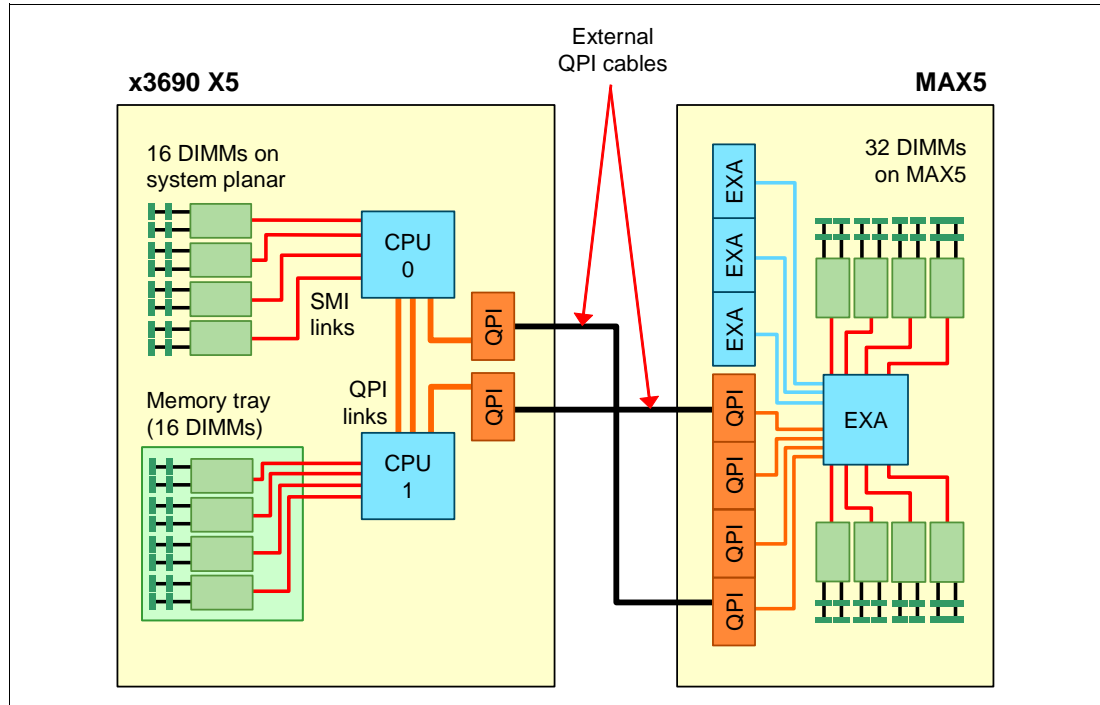 External
QPI cables
x3690 X5
MAX5
16 DIMMs on
system planar
32 DIMMs
on MAX5
CPU
0
SMI
links
QPI
QPI
QPI
links
Memory tray
(16 DIMMs)
CPU
1
EXA
EXA
EXA
QPI
QPI
QPI
QPI
EXA